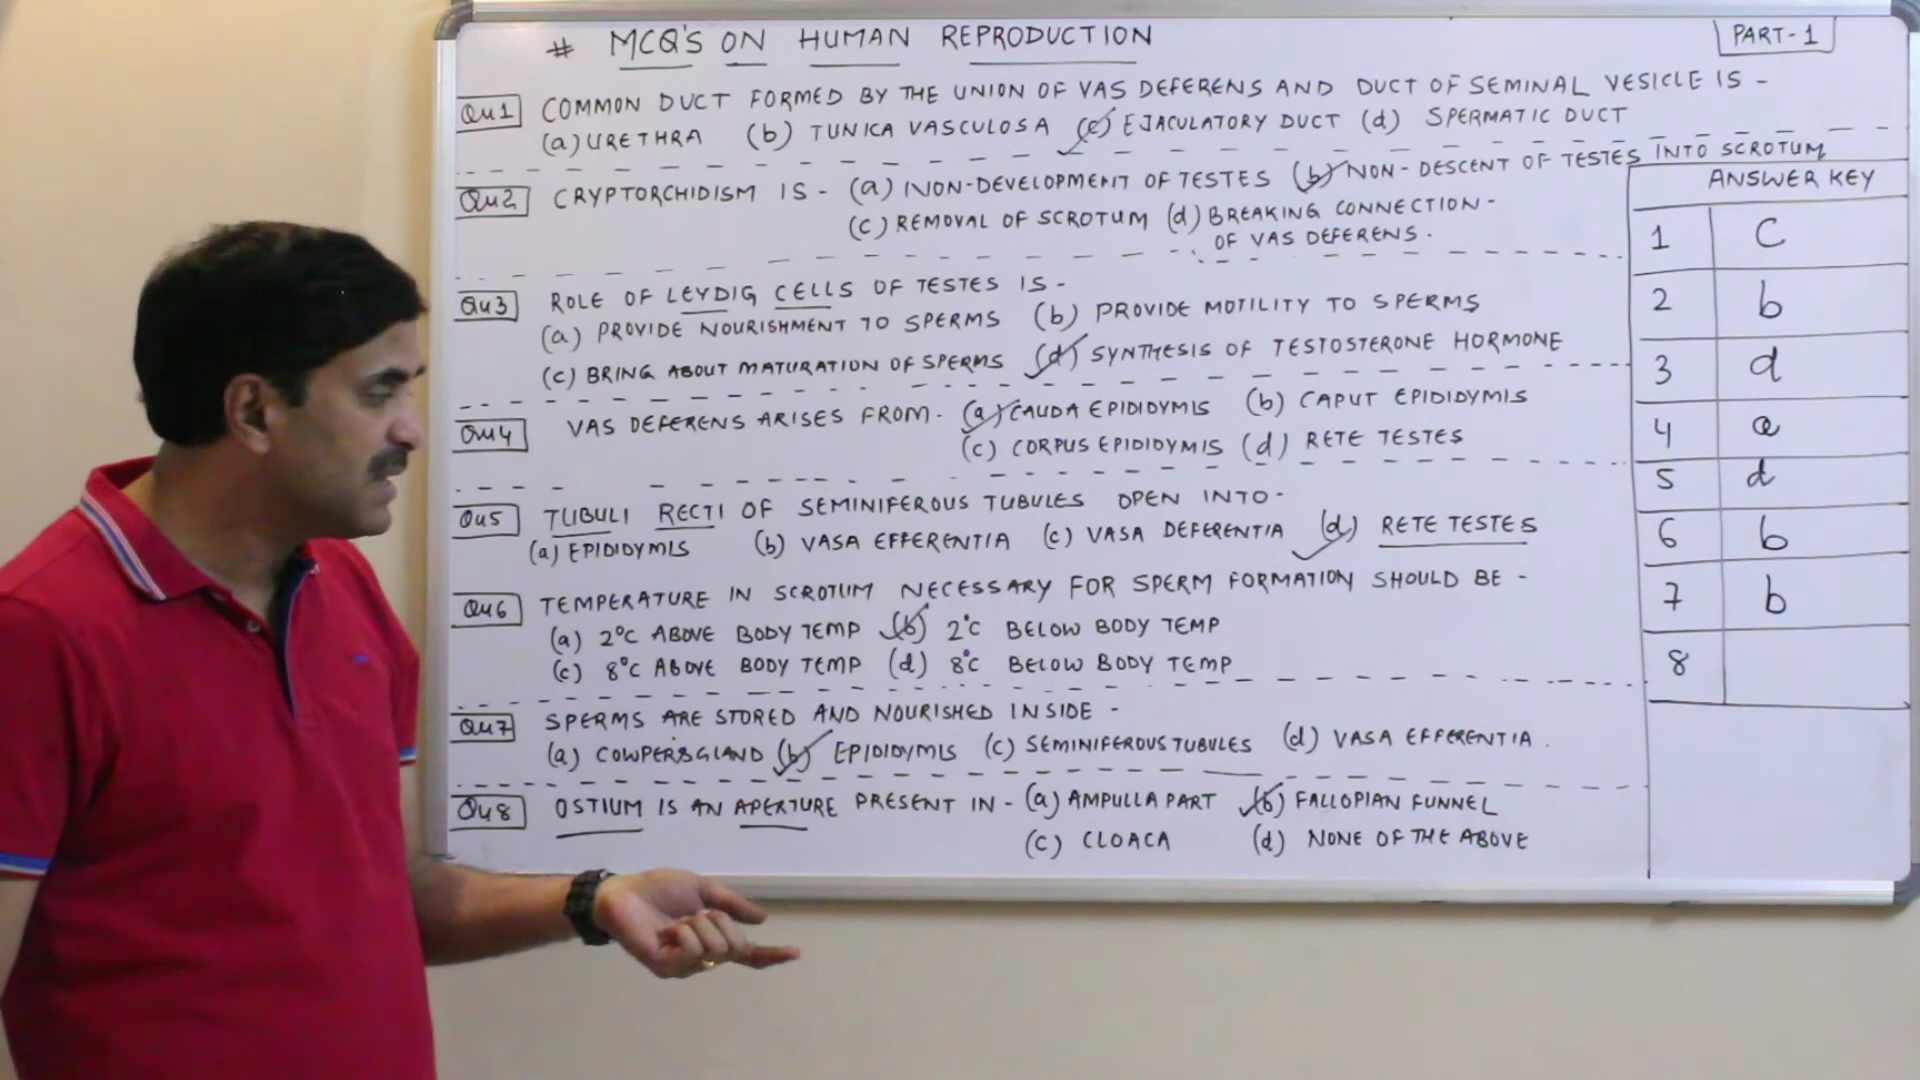 # MCQ'S ON HUMAN REPRODUCTION
PART-1
Qu1 COMMON DUCT FORMED BY THE UNION OF VAS DEFERENS AND DUCT OF SEMINAL VESICLE IS -
(a) URETHRA (b) TUNICA VASCULOSA (c) EJACULATORY DUCT (d) SPERMATIC DUCT
Qu2 CRYPTORCHIDISM IS - (a) NON-DEVELOPMENT OF TESTES (b) NON-DESCENT OF TESTES INTO SCROTUM
(c) REMOVAL OF SCROTUM (d) BREAKING CONNECTION -
OF VAS DEFERENS.
Qu3 ROLE OF LEYDIG CELLS OF TESTES IS -
(a) PROVIDE NOURISHMENT TO SPERMS (b) PROVIDE MOTILITY TO SPERMS
(c) BRING ABOUT MATURATION OF SPERMS (d) SYNTHESIS OF TESTOSTERONE HORMONE
Qu4 VAS DEFERENS ARISES FROM - (a) CAUDA EPIDIDYMIS (b) CAPUT EPIDIDYMIS
(c) CORPUS EPIDIDYMIS (d) RETE TESTES
Qu5 TUBULI RECTI OF SEMINIFEROUS TUBULES OPEN INTO -
(a) EPIDIDYMIS (b) VASA EFFERENTIA (c) VASA DEFERENTIA (d) RETE TESTES
Qu6 TEMPERATURE IN SCROTUM NECESSARY FOR SPERM FORMATION SHOULD BE -
(a) 2°C ABOVE BODY TEMP (b) 2°C BELOW BODY TEMP
(c) 8°C ABOVE BODY TEMP (d) 8°C BELOW BODY TEMP
Qu7 SPERMS ARE STORED AND NOURISHED INSIDE -
(a) COWPER'S GLAND (b) EPIDIDYMIS (c) SEMINIFEROUS TUBULES (d) VASA EFFERENTIA.
Qu8 OSTIUM IS AN APERTURE PRESENT IN - (a) AMPULLA PART (b) FALLOPIAN FUNNEL
(c) CLOACA (d) NONE OF THE ABOVE
ANSWER KEY
1 C
2 b
3 d
4 a
5 d
6 b
7 b
8